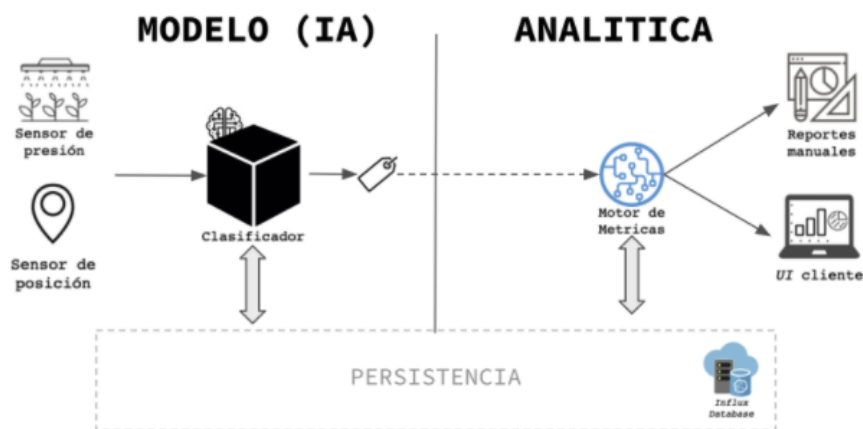 MODELO (IA)
ANALITICA
Sensor de
presión
Sensor de
posición
Clasificador
Motor de
Metricas
Reportes
manuales
UI cliente
PERSISTENCIA
Influx
Database